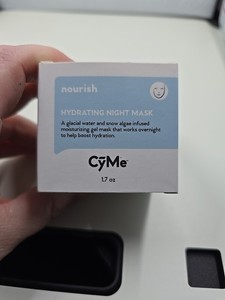 nourish
HYDRATING NIGHT MASK
A glacial water and snow algae infused
moisturizing gel mask that works overnight
to help boost hydration.
CȳMe
1.7 oz